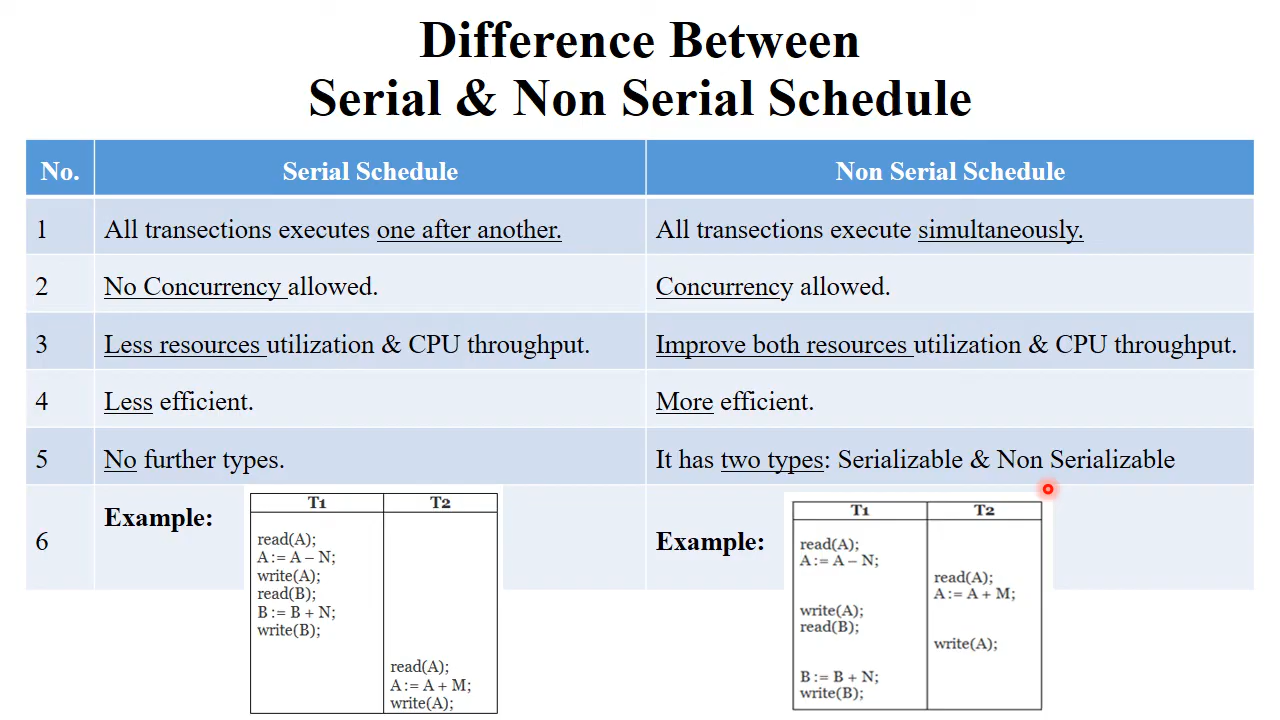 Difference Between
Serial & Non Serial Schedule
No. Serial Schedule Non Serial Schedule
1 All transections executes one after another. All transections execute simultaneously.
2 No Concurrency allowed. Concurrency allowed.
3 Less resources utilization & CPU throughput. Improve both resources utilization & CPU throughput.
4 Less efficient. More efficient.
5 No further types. It has two types: Serializable & Non Serializable
6 Example: Example:
T1 T2
read(A);
A := A – N;
write(A);
read(B);
B := B + N;
write(B);
read(A);
A := A + M;
write(A);
T1 T2
read(A);
A := A – N;
read(A);
A := A + M;
write(A);
read(B);
write(A);
B := B + N;
write(B);